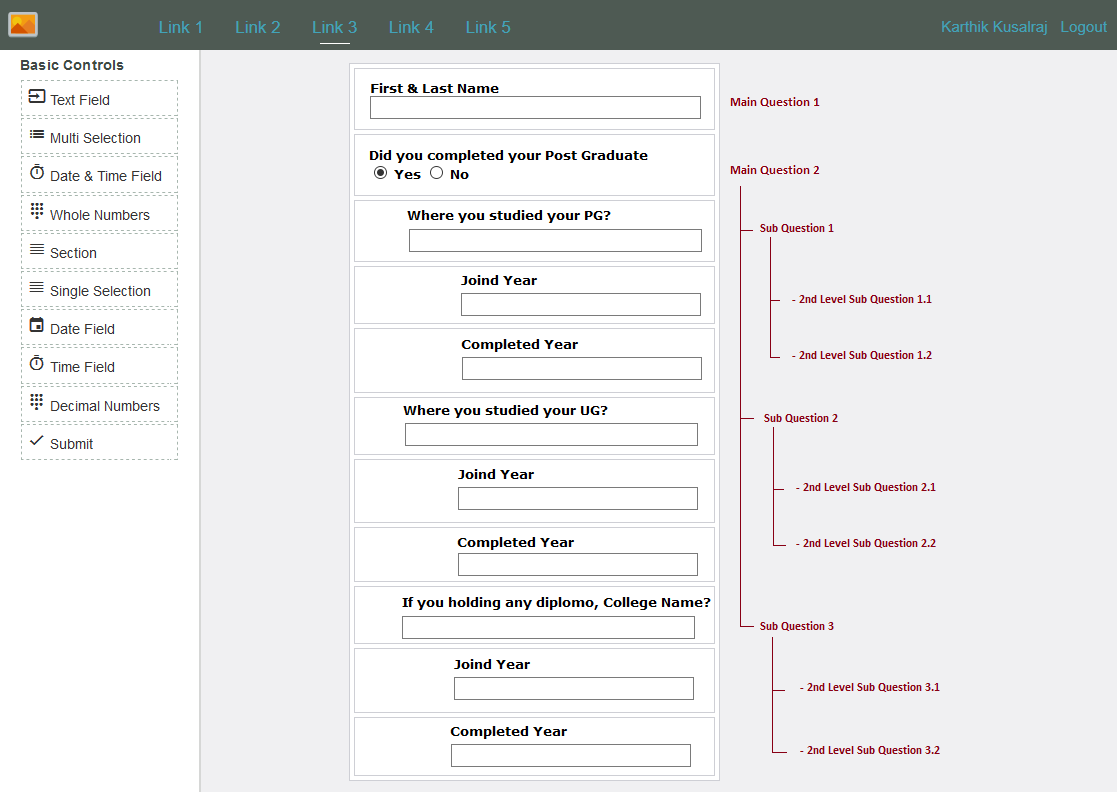 Link 1 Link 2 Link 3 Link 4 Link 5 Karthik Kusalraj Logout
Basic Controls
Text Field
Multi Selection
Date & Time Field
Whole Numbers
Section
Single Selection
Date Field
Time Field
Decimal Numbers
Submit
First & Last Name
Did you completed your Post Graduate
Yes No
Where you studied your PG?
Joind Year
Completed Year
Where you studied your UG?
Joind Year
Completed Year
If you holding any diplomo, College Name?
Joind Year
Completed Year
Main Question 1
Main Question 2
Sub Question 1
- 2nd Level Sub Question 1.1
- 2nd Level Sub Question 1.2
Sub Question 2
- 2nd Level Sub Question 2.1
- 2nd Level Sub Question 2.2
Sub Question 3
- 2nd Level Sub Question 3.1
- 2nd Level Sub Question 3.2